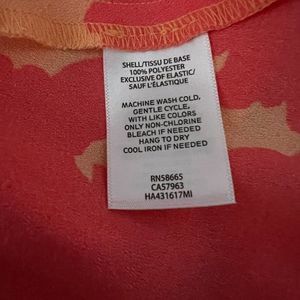 SHELL/TISSU DE BASE
100% POLYESTER
EXCLUSIVE OF ELASTIC/
SAUF L'ÉLASTIQUE
MACHINE WASH COLD,
GENTLE CYCLE,
WITH LIKE COLORS
ONLY NON-CHLORINE
BLEACH IF NEEDED
HANG TO DRY
COOL IRON IF NEEDED
RN58665
CA57963
HA431617MI